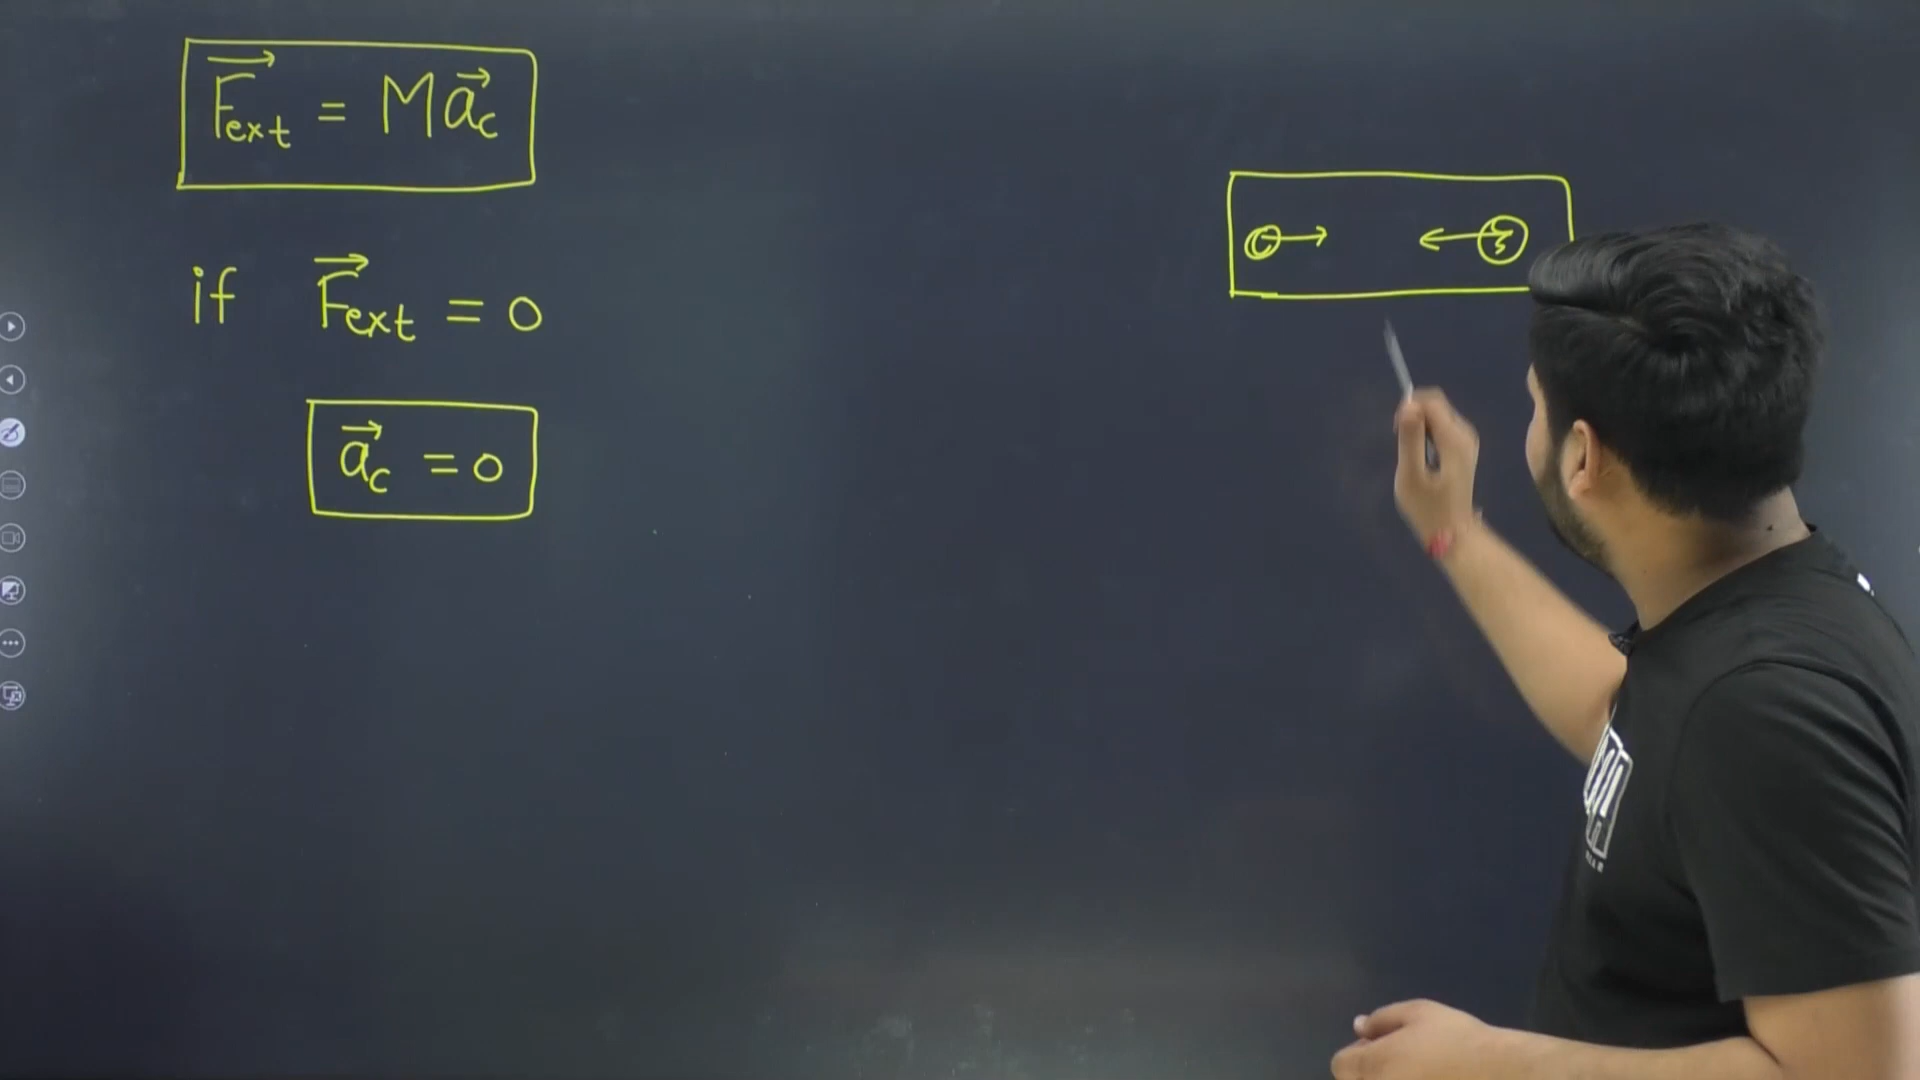 F⃗ext = Ma⃗c
if F⃗ext = 0
a⃗c = 0